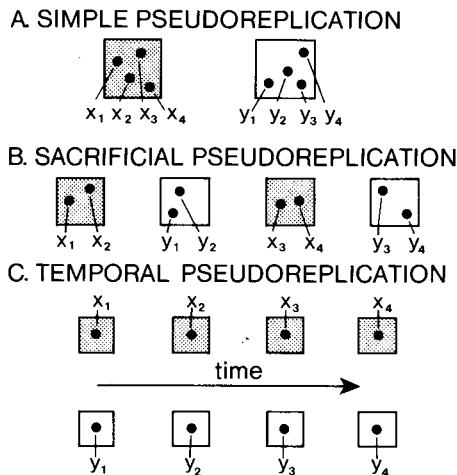 A. SIMPLE PSEUDOREPLICATION
x₁ x₂ x₃ x₄ y₁ y₂ y₃ y₄
B. SACRIFICIAL PSEUDOREPLICATION
x₁ x₂ y₁ y₂ x₃ x₄ y₃ y₄
C. TEMPORAL PSEUDOREPLICATION
x₁ x₂ x₃ x₄
time
y₁ y₂ y₃ y₄